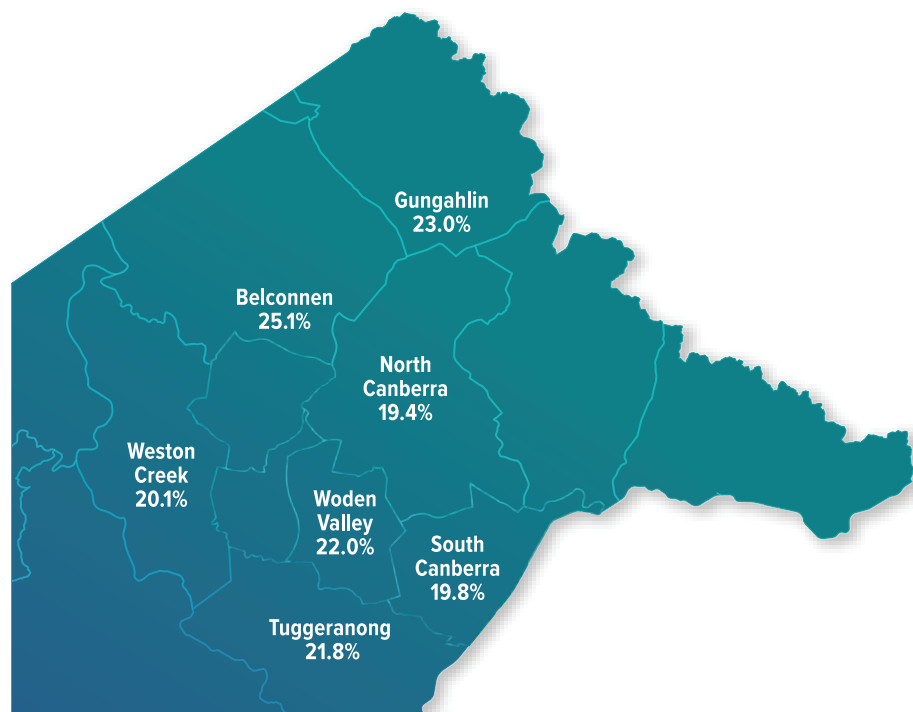 Gungahlin
23.0%
Belconnen
25.1%
North
Canberra
19.4%
Weston
Creek
20.1%
Woden
Valley
22.0%
South
Canberra
19.8%
Tuggeranong
21.8%